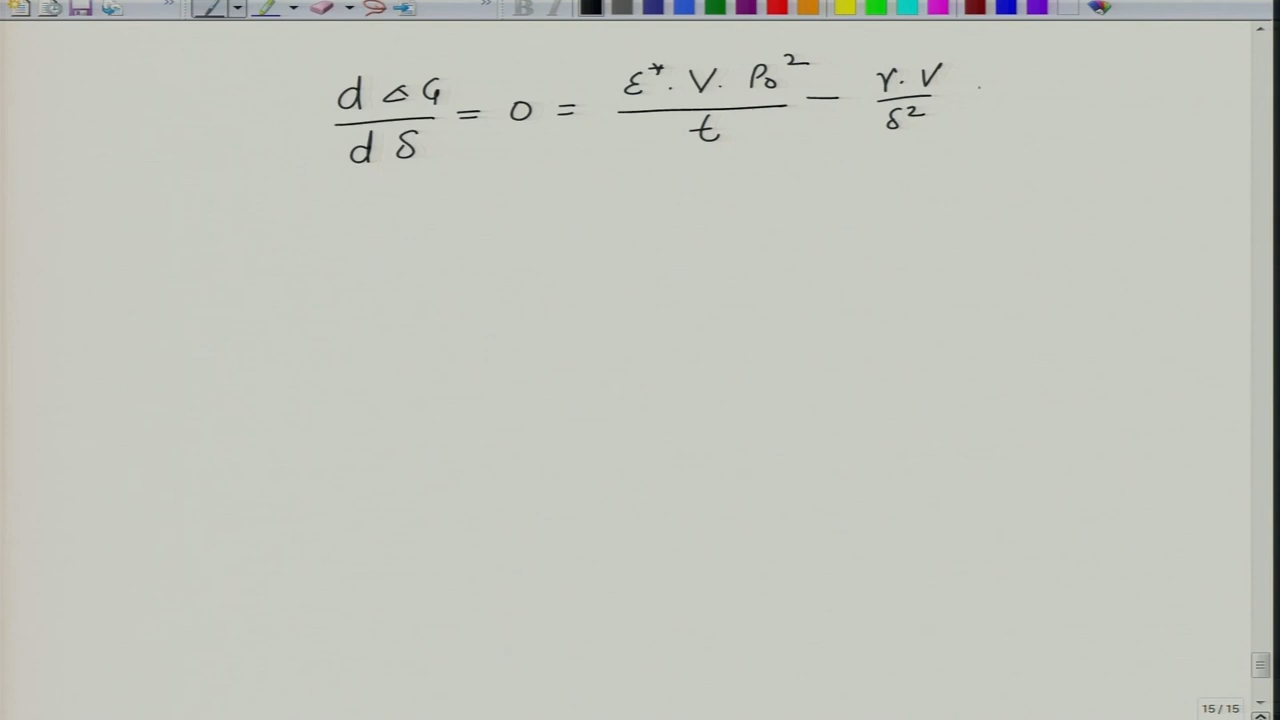 d ΔG / d δ = 0 = ε*. V. P₀² / t − γ. V / δ²
15 / 15